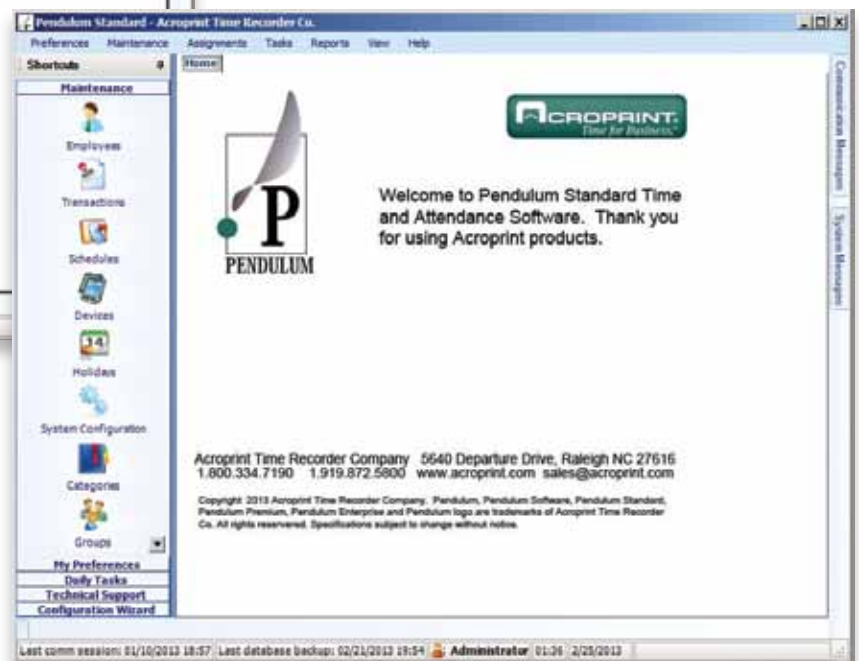 Pendulum Standard - Acroprint Time Recorder Co.
Preferences Maintenance Assignments Tasks Reports View Help
Shortcuts
Home
Maintenance
Employees
Transactions
Schedules
Devices
14
Holidays
System Configuration
Categories
Groups
My Preferences
Daily Tasks
Technical Support
Configuration Wizard
P
PENDULUM
ACROPRINT.
Time for Business.®
Welcome to Pendulum Standard Time
and Attendance Software. Thank you
for using Acroprint products.
Acroprint Time Recorder Company 5640 Departure Drive, Raleigh NC 27616
1.800.334.7190 1.919.872.5800 www.acroprint.com sales@acroprint.com
Copyright 2013 Acroprint Time Recorder Company. Pendulum, Pendulum Software, Pendulum Standard,
Pendulum Premium, Pendulum Enterprise and Pendulum logo are trademarks of Acroprint Time Recorder
Co. All rights resevered. Specifications subject to change without notice.
Communication Messages
System Messages
Last comm session: 01/10/2013 18:57 Last database backup: 02/21/2013 19:54 Administrator 01:36 2/25/2013